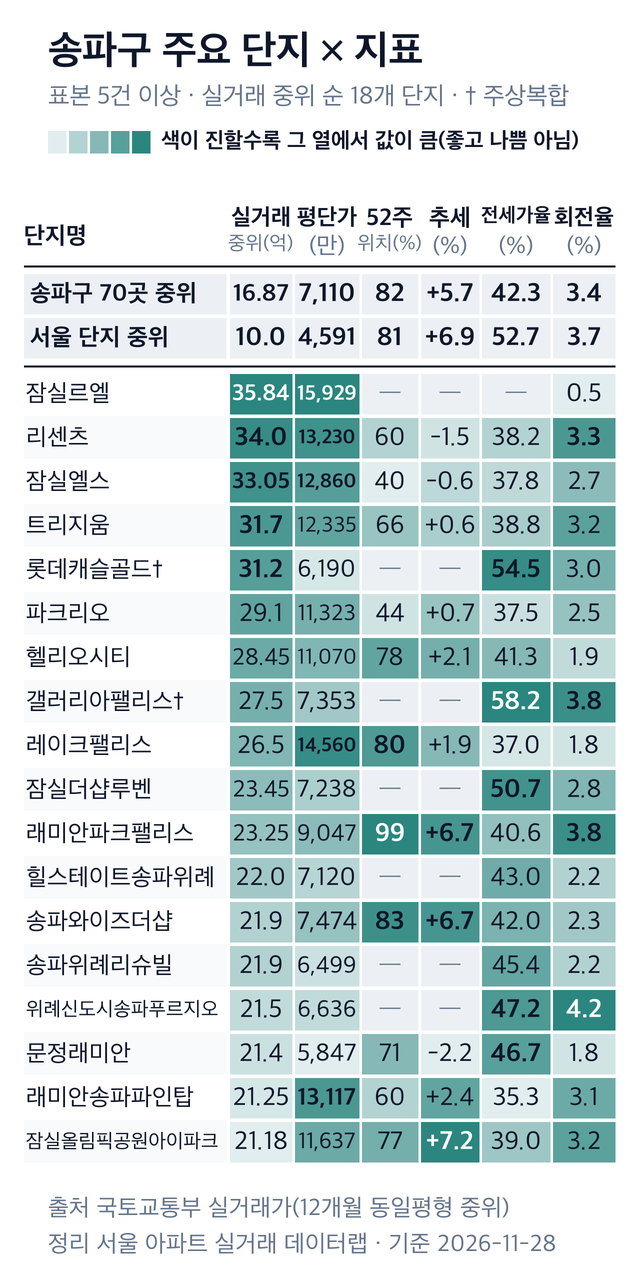 송파구 주요 단지 × 지표
표본 5건 이상 · 실거래 중위 순 18개 단지 · † 주상복합
색이 진할수록 그 열에서 값이 큼(좋고 나쁨 아님)
단지명 실거래 중위(억) 평단가 (만) 52주 위치(%) 추세 (%) 전세가율 (%) 회전율 (%)
송파구 70곳 중위 16.87 7,110 82 +5.7 42.3 3.4
서울 단지 중위 10.0 4,591 81 +6.9 52.7 3.7
잠실르엘 35.84 15,929 — — — 0.5
리센츠 34.0 13,230 60 -1.5 38.2 3.3
잠실엘스 33.05 12,860 40 -0.6 37.8 2.7
트리지움 31.7 12,335 66 +0.6 38.8 3.2
롯데캐슬골드† 31.2 6,190 — — 54.5 3.0
파크리오 29.1 11,323 44 +0.7 37.5 2.5
헬리오시티 28.45 11,070 78 +2.1 41.3 1.9
갤러리아팰리스† 27.5 7,353 — — 58.2 3.8
레이크팰리스 26.5 14,560 80 +1.9 37.0 1.8
잠실더샵루벤 23.45 7,238 — — 50.7 2.8
래미안파크팰리스 23.25 9,047 99 +6.7 40.6 3.8
힐스테이트송파위례 22.0 7,120 — — 43.0 2.2
송파와이즈더샵 21.9 7,474 83 +6.7 42.0 2.3
송파위례리슈빌 21.9 6,499 — — 45.4 2.2
위례신도시송파푸르지오 21.5 6,636 — — 47.2 4.2
문정래미안 21.4 5,847 71 -2.2 46.7 1.8
래미안송파파인탑 21.25 13,117 60 +2.4 35.3 3.1
잠실올림픽공원아이파크 21.18 11,637 77 +7.2 39.0 3.2
출처 국토교통부 실거래가(12개월 동일평형 중위)
정리 서울 아파트 실거래 데이터랩 · 기준 2026-11-28